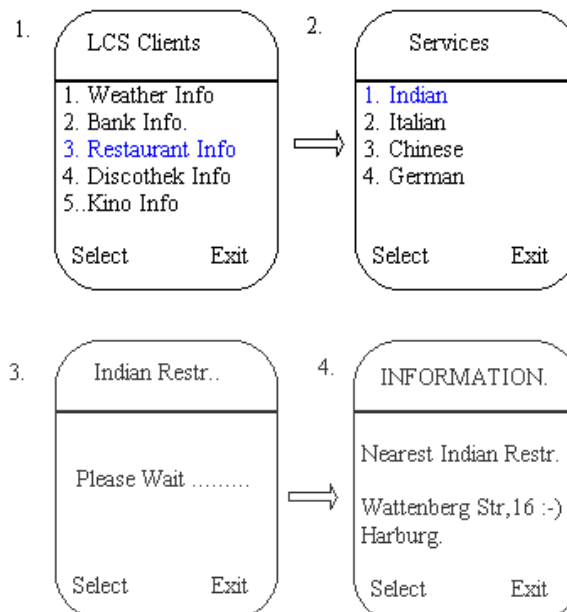 1.
LCS Clients
1. Weather Info
2. Bank Info.
3. Restaurant Info
4. Discothek Info
5..Kino Info
Select Exit
2.
Services
1. Indian
2. Italian
3. Chinese
4. German
Select Exit
3.
Indian Restr..
Please Wait .........
Select Exit
4.
INFORMATION.
Nearest Indian Restr.
Wattenberg Str,16 :-)
Harburg.
Select Exit